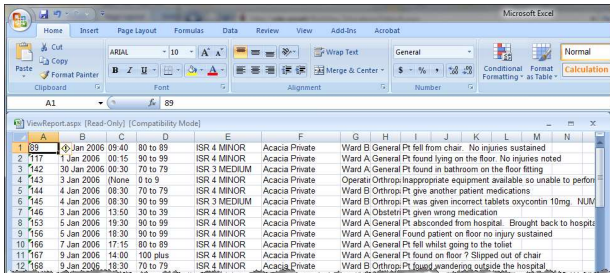 Microsoft Excel
Home Insert Page Layout Formulas Data Review View Add-Ins Acrobat
Cut
Copy
Paste
Format Painter
Clipboard
ARIAL 10 A A
B I U A
Font
Wrap Text
Merge & Center
Alignment
General
$ % ,
Number
Conditional Formatting
Format as Table
Normal
Calculation
A1 fx 89
ViewReport.aspx [Read-Only] [Compatibility Mode]
A B C D E F G H I J K L M N
1 89 Jan 2006 09:40 80 to 89 ISR 4 MINOR Acacia Private Ward B General Pt fell from chair. No injuries sustained
2 117 1 Jan 2006 00:15 90 to 99 ISR 4 MINOR Acacia Private Ward A General Pt found lying on the floor. No injuries noted
3 142 30 Jan 2006 00:30 70 to 79 ISR 3 MEDIUM Acacia Private Ward A General Pt found in bathroom on the floor fitting
4 143 3 Jan 2006 (None 0 to 9 ISR 4 MINOR Acacia Private Operatin Orthop Inappropriate equipment available so unable to perform
5 144 4 Jan 2006 08:30 70 to 79 ISR 4 MINOR Acacia Private Ward B Orthop Pt give another patient medications
6 145 4 Jan 2006 08:30 90 to 99 ISR 3 MEDIUM Acacia Private Ward B Orthop Pt was given incorrect tablets oxycontin 10mg. NUM
7 146 3 Jan 2006 13:50 30 to 39 ISR 4 MINOR Acacia Private Ward A Obstetri Pt given wrong medication
8 153 5 Jan 2006 19:30 90 to 99 ISR 4 MINOR Acacia Private Ward A General Pt absconded from hospital. Brought back to hospita
9 156 5 Jan 2006 18:30 90 to 99 ISR 4 MINOR Acacia Private Ward A General Found patient on floor no injury sustained
10 157 7 Jan 2006 17:15 80 to 89 ISR 4 MINOR Acacia Private Ward A General Pt fell whilst going to the toliet
11 167 9 Jan 2006 14:00 100 plus ISR 4 MINOR Acacia Private Ward A General Pt found on floor ? Slipped out of chair
12 168 9 Jan 2006 18:30 70 to 79 ISR 4 MINOR Acacia Private Ward B Orthop Pt found wandering outside the hospital